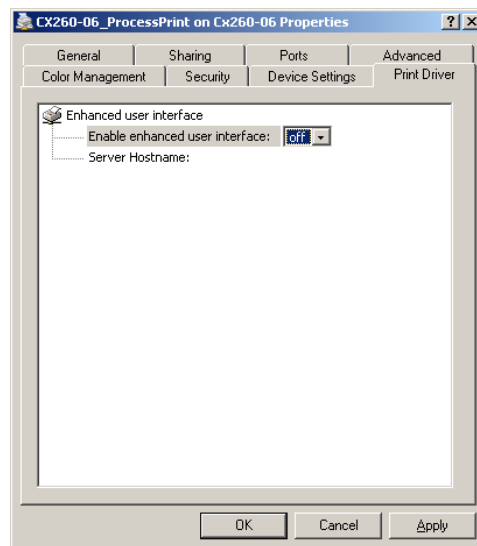 CX260-06_ProcessPrint on Cx260-06 Properties
General Sharing Ports Advanced
Color Management Security Device Settings Print Driver
Enhanced user interface
Enable enhanced user interface: off
Server Hostname:
OK Cancel Apply